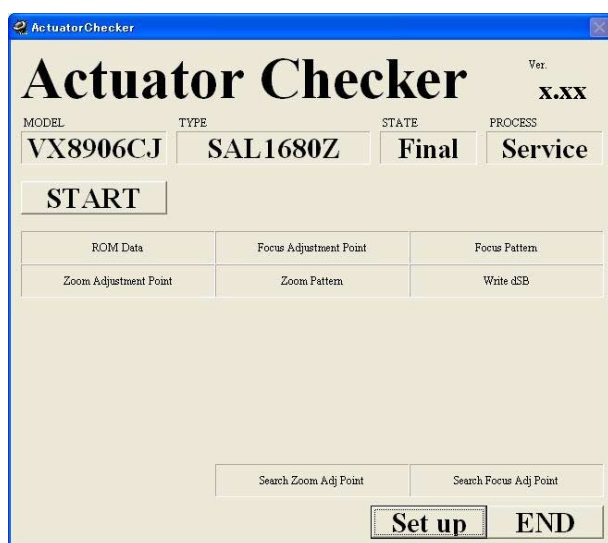 ActuatorChecker
Actuator Checker
Ver.
x.xx
MODEL TYPE STATE PROCESS
VX8906CJ SAL1680Z Final Service
START
ROM Data Focus Adjustment Point Focus Pattern
Zoom Adjustment Point Zoom Pattern Write dSB
Search Zoom Adj Point Search Focus Adj Point
Set up END